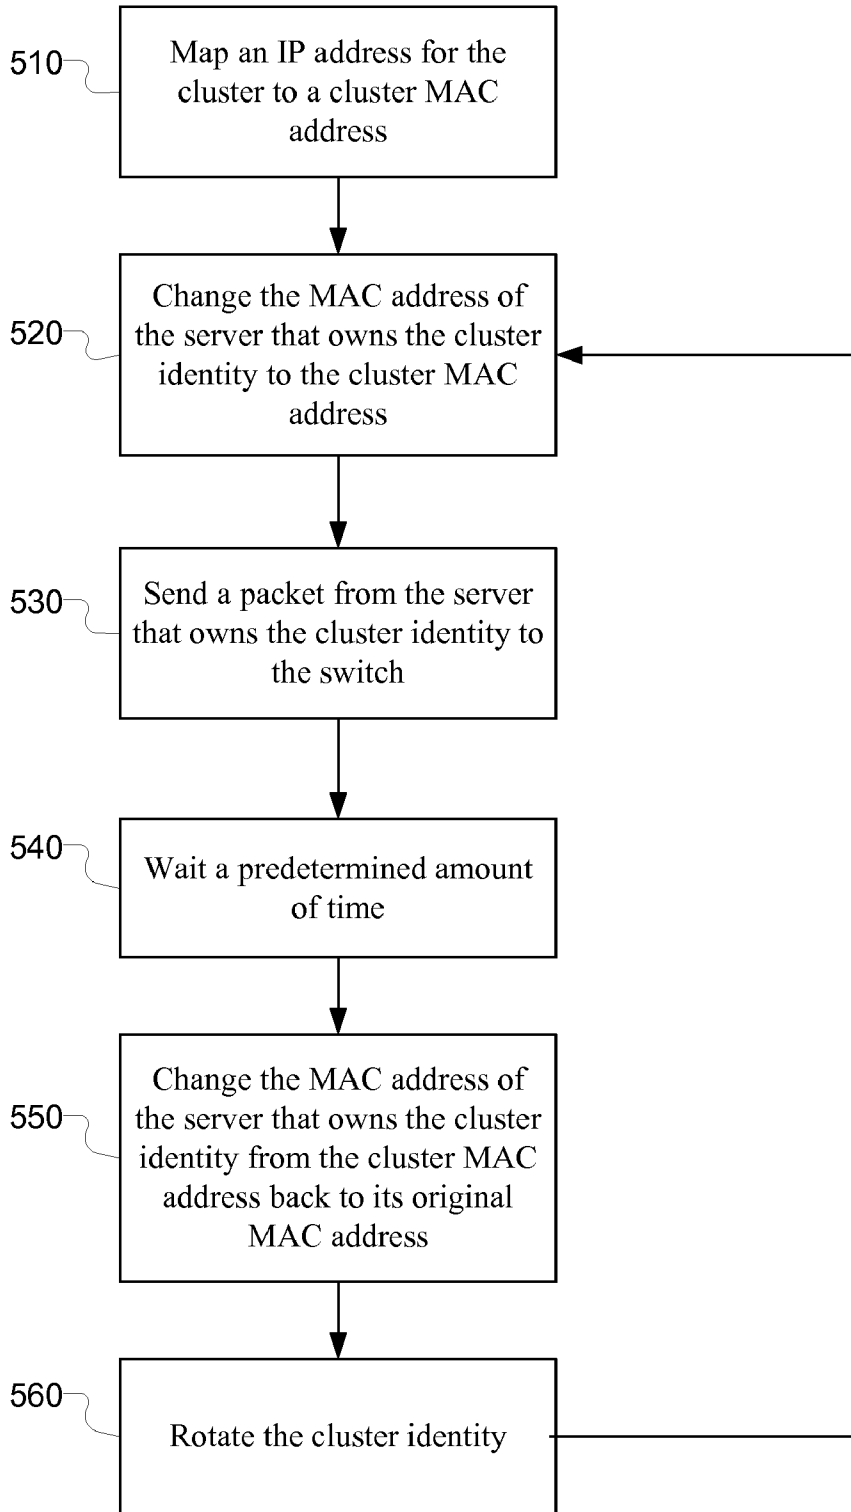 510
Map an IP address for the
cluster to a cluster MAC
address
520
Change the MAC address of
the server that owns the cluster
identity to the cluster MAC
address
530
Send a packet from the server
that owns the cluster identity to
the switch
540
Wait a predetermined amount
of time
550
Change the MAC address of
the server that owns the cluster
identity from the cluster MAC
address back to its original
MAC address
560
Rotate the cluster identity